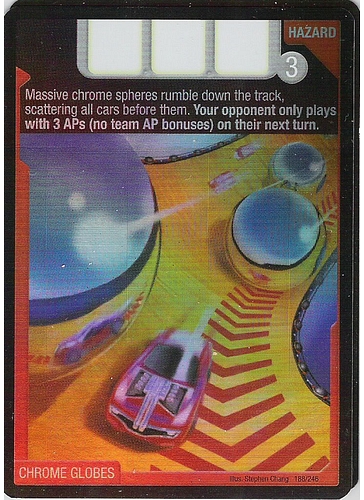 HAZARD
3
Massive chrome spheres rumble down the track,
scattering all cars before them. Your opponent only plays
with 3 APs (no team AP bonuses) on their next turn.
CHROME GLOBES
Illus. Stephen Chang 188/246